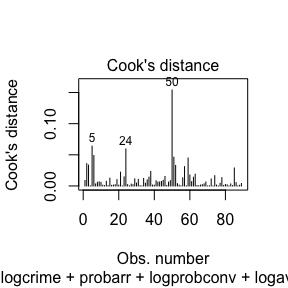 Cook's distance
50
5
24
Cook's distance
0.00
0.10
0
20
40
60
80
Obs. number
logcrime + probarr + logprobconv + logav